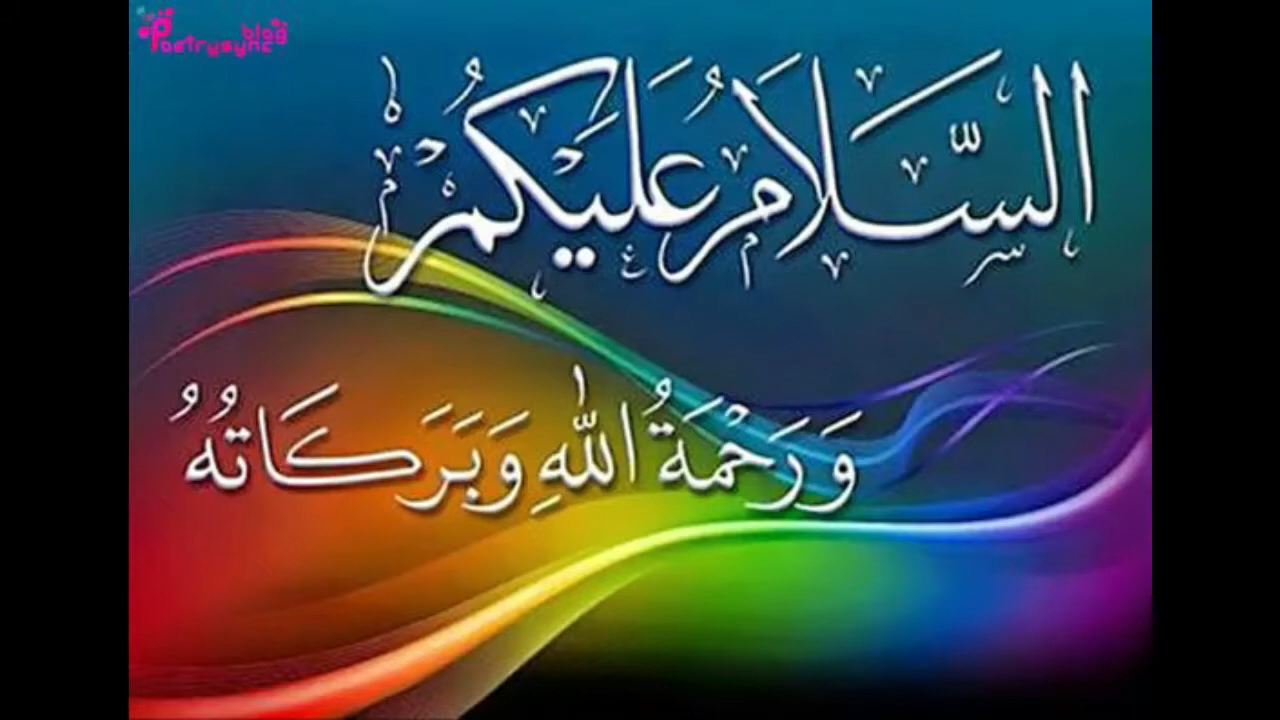 Poetrysync blog
السَّلَامُ عَلَيْكُمْ
وَرَحْمَةُ اللهِ وَبَرَكَاتُهُ